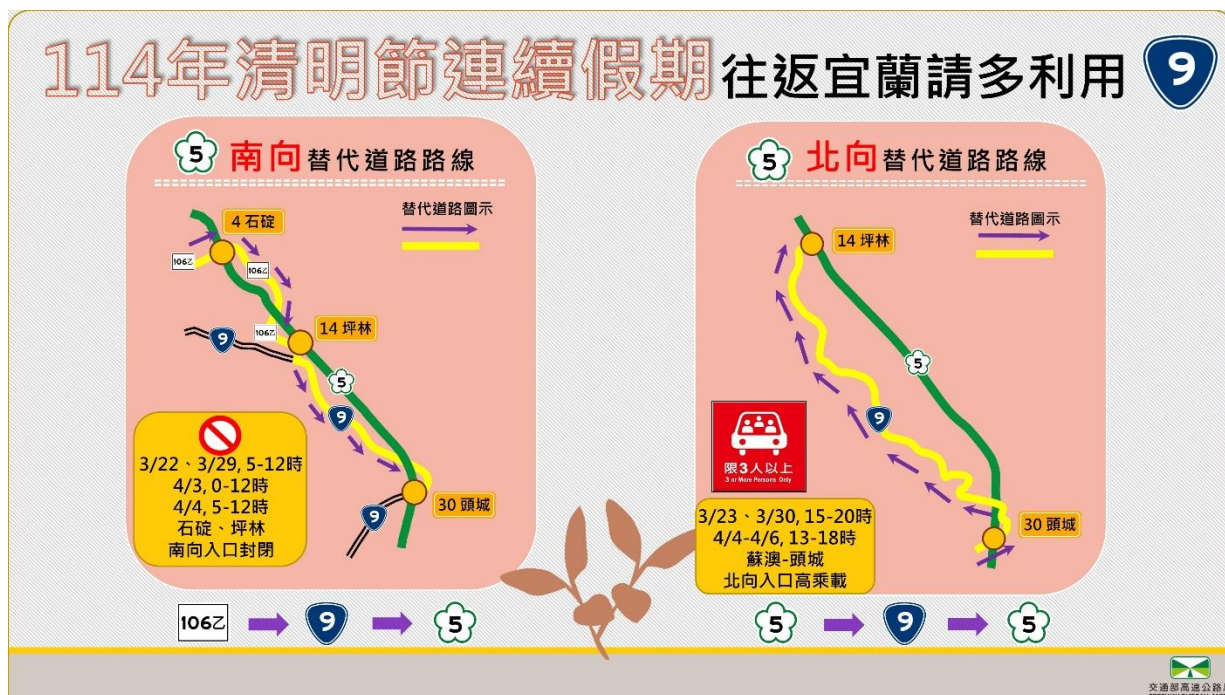 114年清明節連續假期往返宜蘭請多利用 9
5 南向替代道路路線
替代道路圖示
4 石碇
106乙
106乙
106乙
14 坪林
9
5
9
30 頭城
9
3/22、3/29, 5-12時
4/3, 0-12時
4/4, 5-12時
石碇、坪林
南向入口封閉
106乙 9 5
5 北向替代道路路線
替代道路圖示
14 坪林
5
9
30 頭城
限3人以上
3 or More Persons Only
3/23、3/30, 15-20時
4/4-4/6, 13-18時
蘇澳-頭城
北向入口高乘載
5 9 5
交通部高速公路